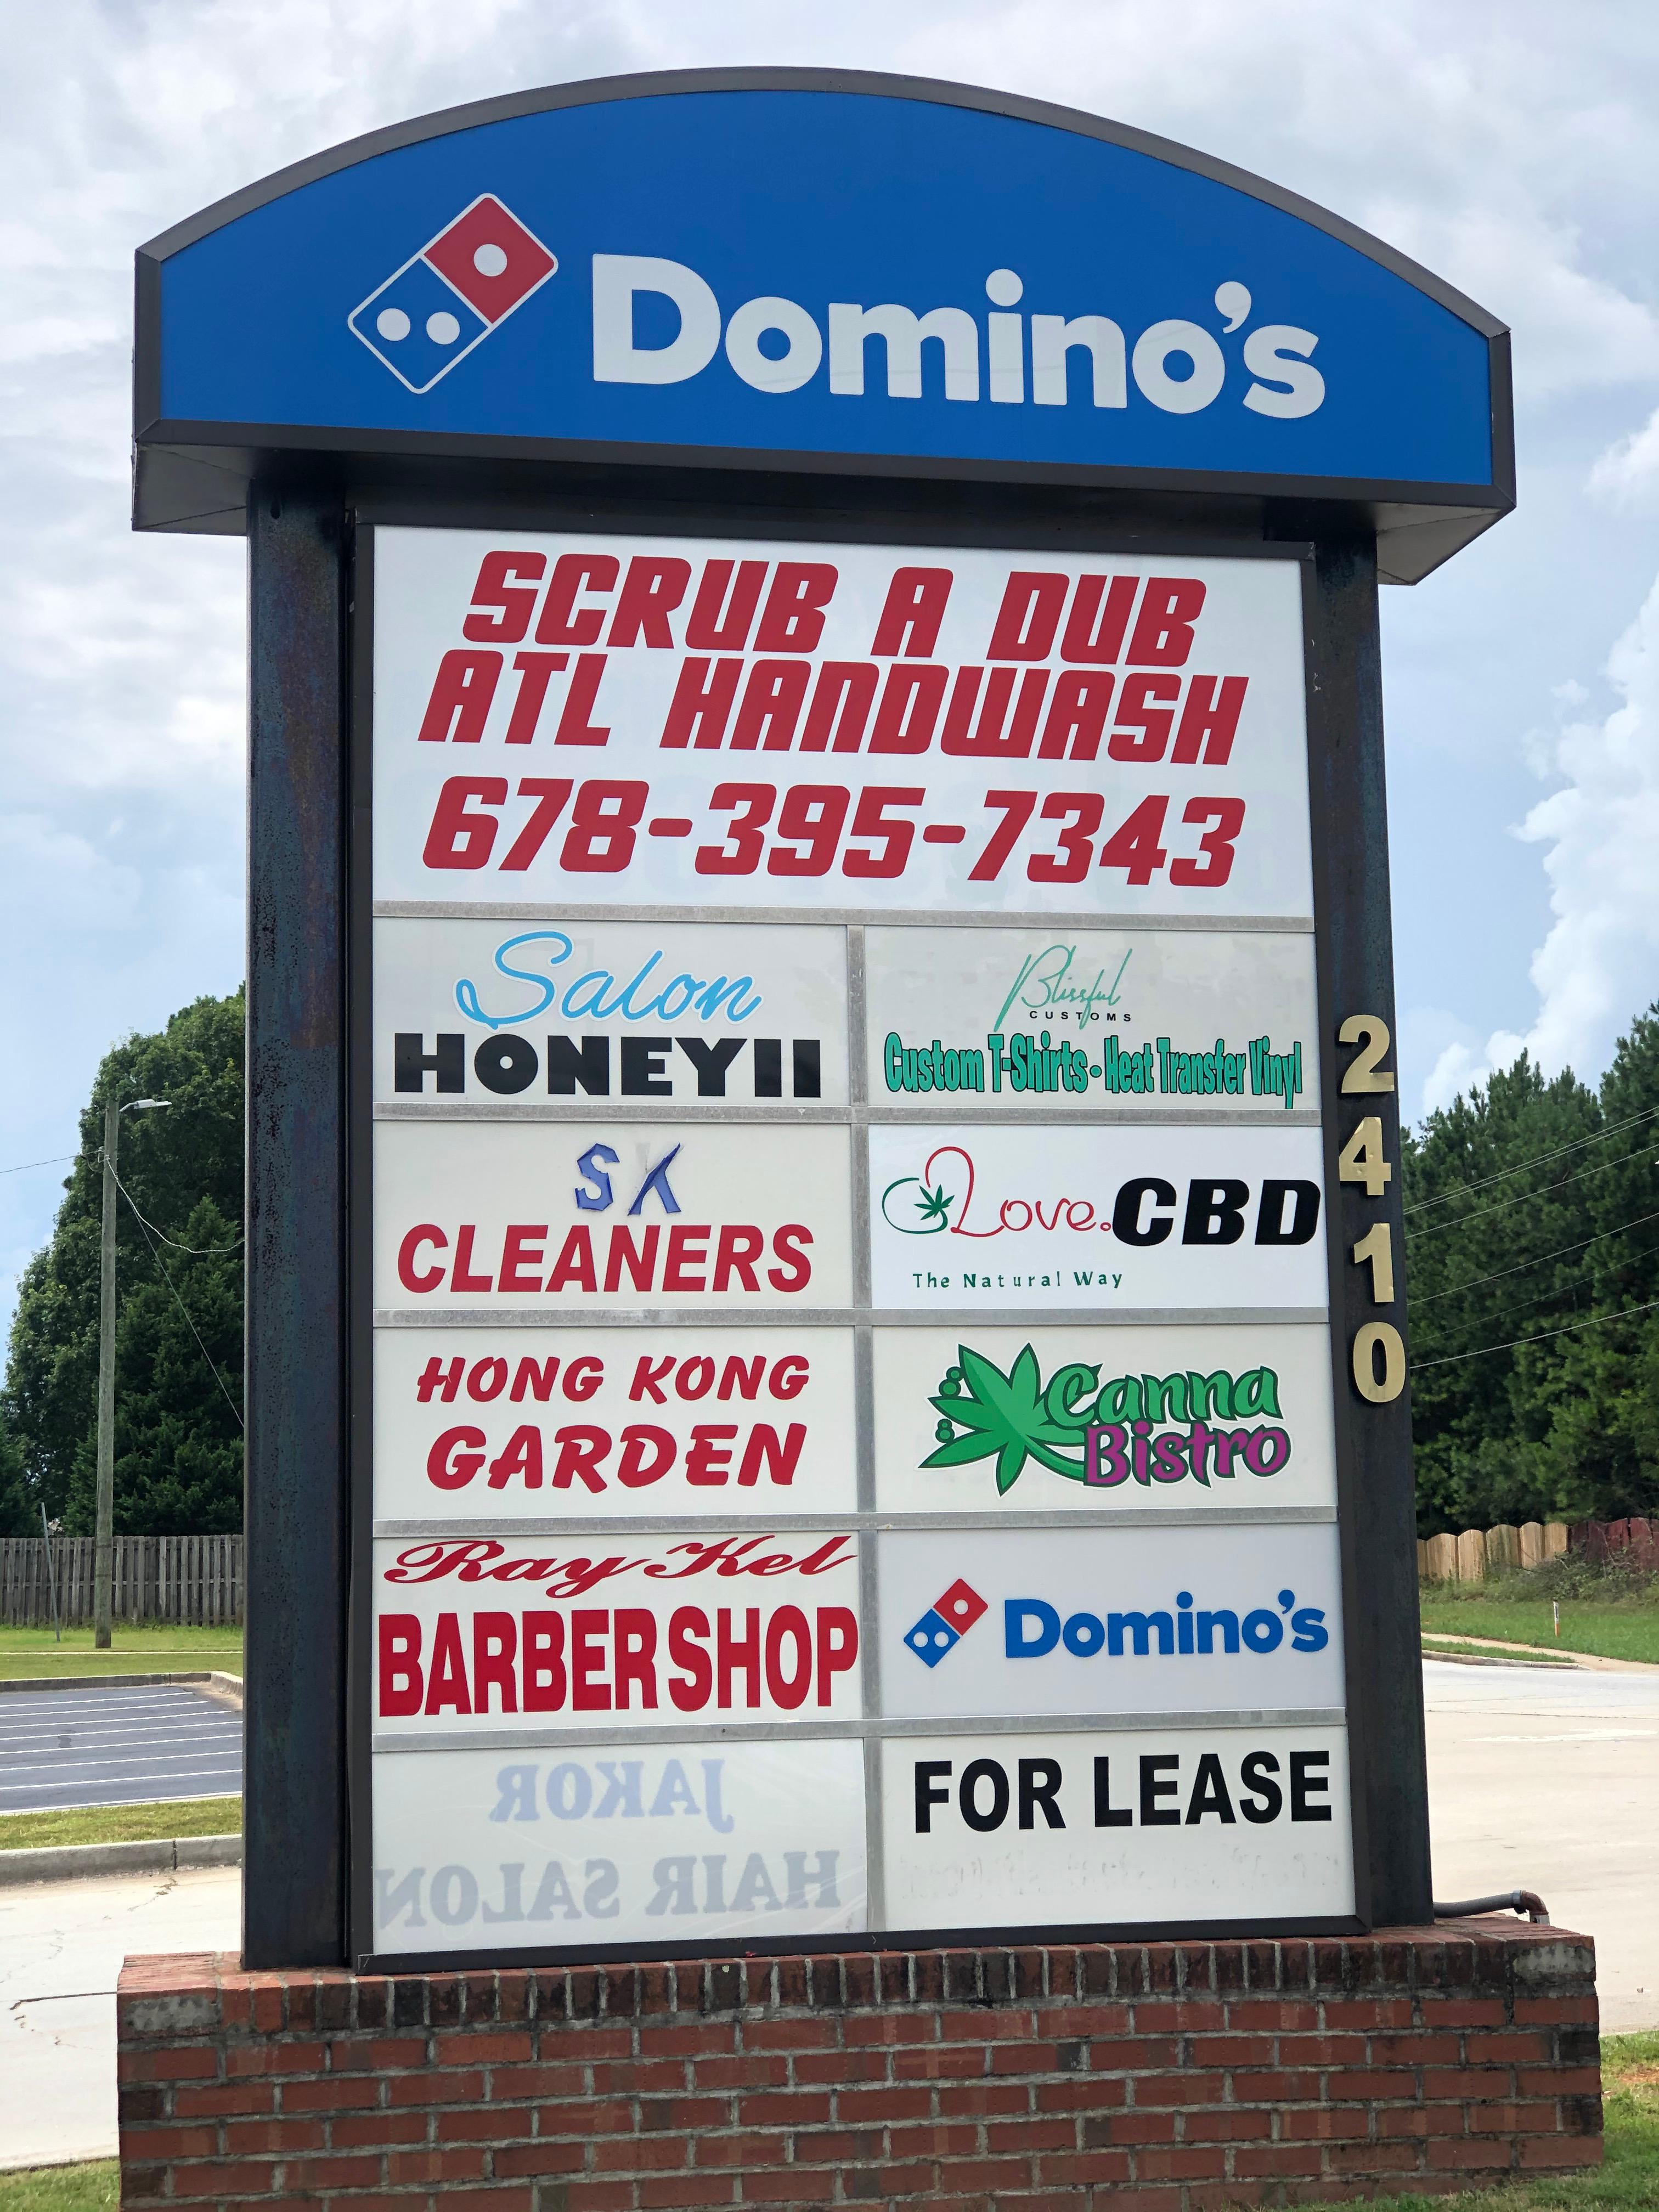 Domino's
SCRUB A DUB
ATL HANDWASH
678-395-7343
Salon
HONEYII
Blissful
CUSTOMS
Custom T-Shirts - Heat Transfer Vinyl
SK
CLEANERS
Love.CBD
The Natural Way
HONG KONG
GARDEN
Canna
Bistro
Ray Kel
BARBER SHOP
Domino's
JAKOR
HAIR SALON
FOR LEASE
2410